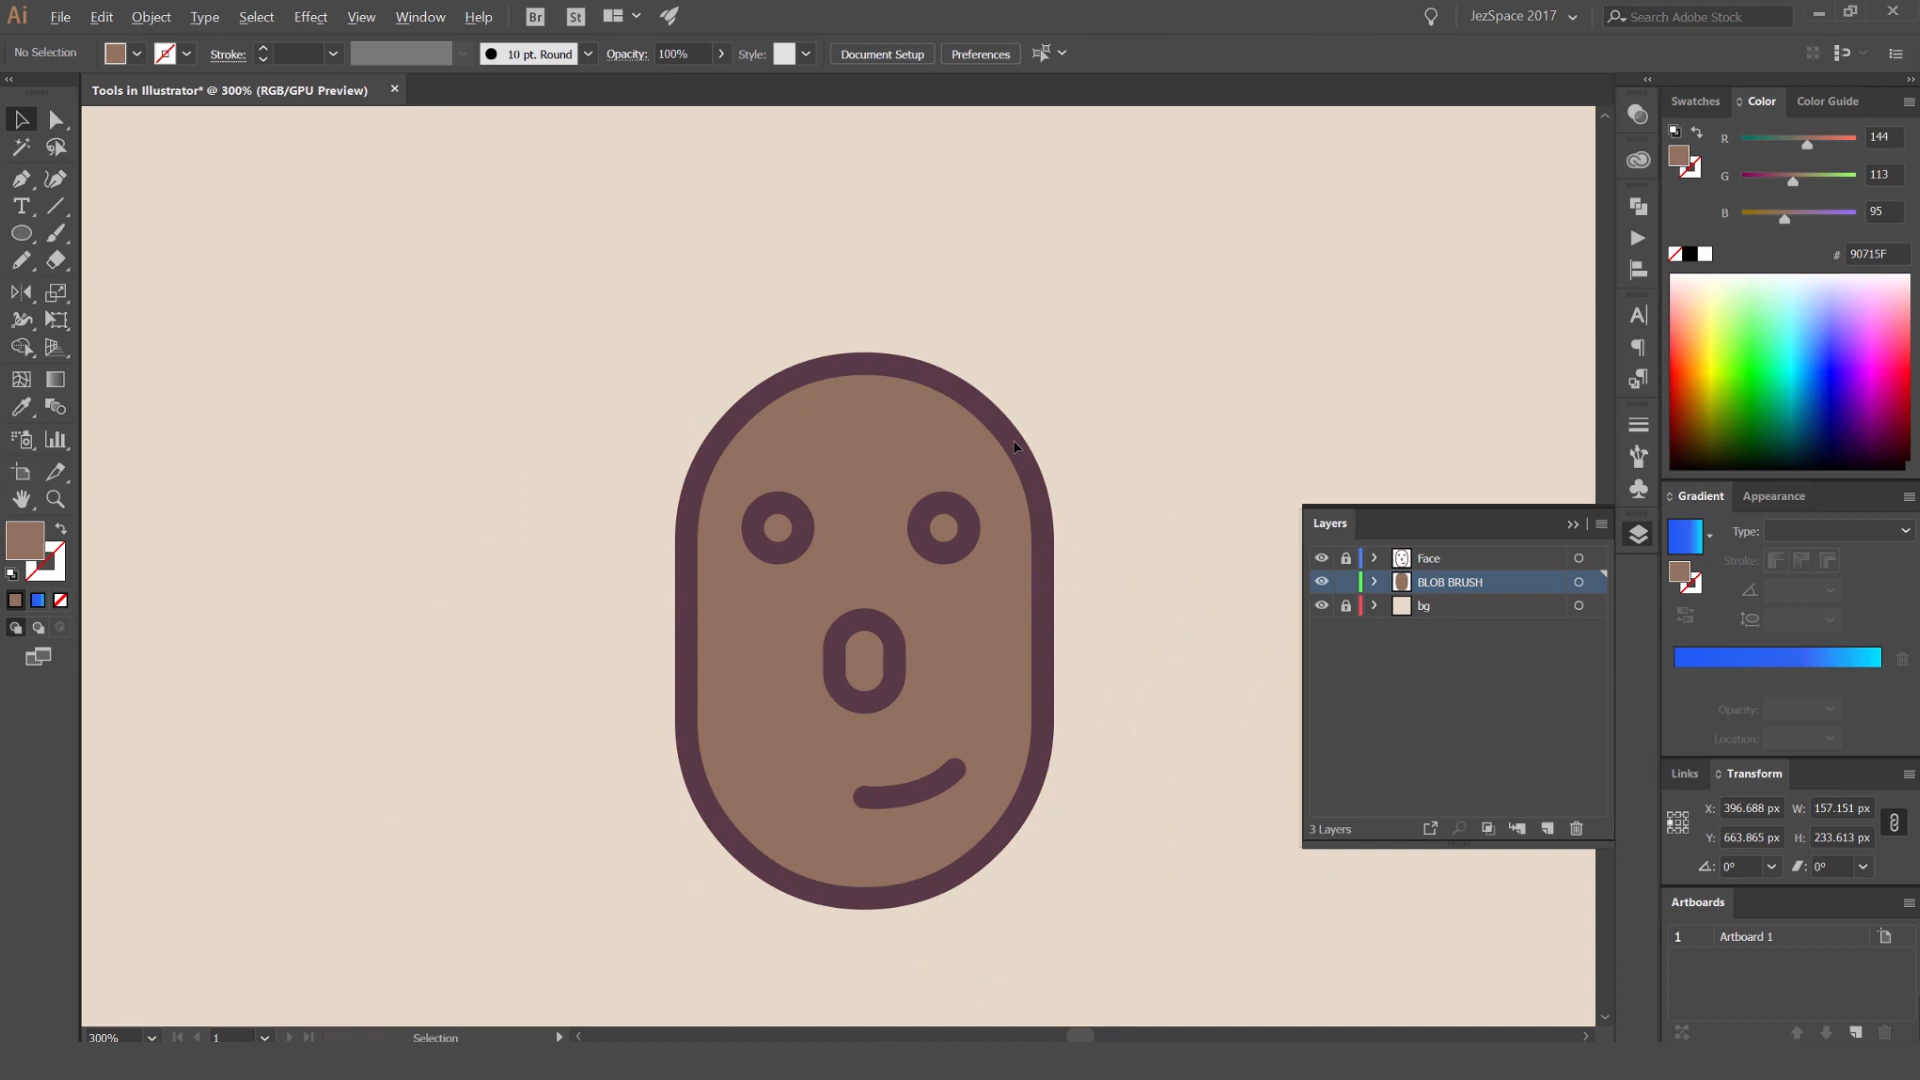 Ai File Edit Object Type Select Effect View Window Help Br St JezSpace 2017 Search Adobe Stock
No Selection Stroke: 10 pt. Round Opacity: 100% Style: Document Setup Preferences
Tools in Illustrator* @ 300% (RGB/GPU Preview)
Swatches Color Color Guide
R 144
G 113
B 95
# 90715F
Gradient Appearance
Type:
Stroke:
Opacity:
Location:
Layers
Face
BLOB BRUSH
bg
3 Layers
Links Transform
X: 396.688 px W: 157.151 px
Y: 663.865 px H: 233.613 px
0° 0°
Artboards
1 Artboard 1
300% 1 Selection